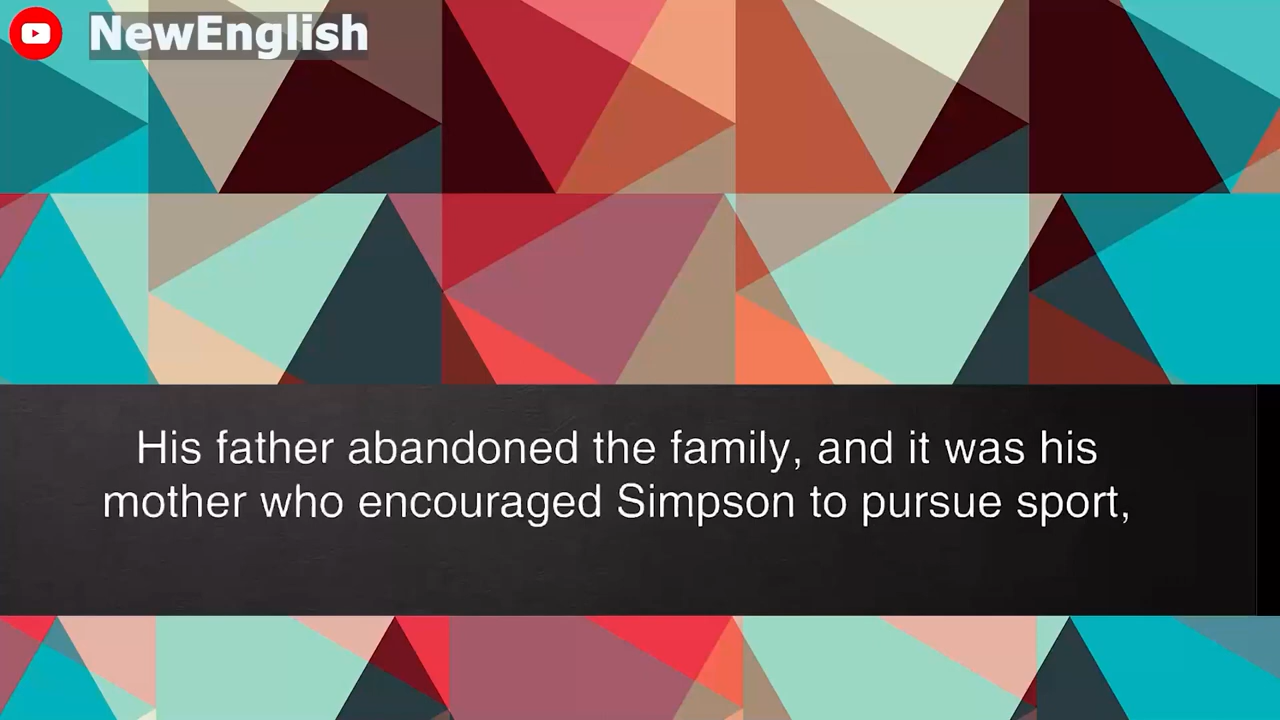 NewEnglish
His father abandoned the family, and it was his
mother who encouraged Simpson to pursue sport,